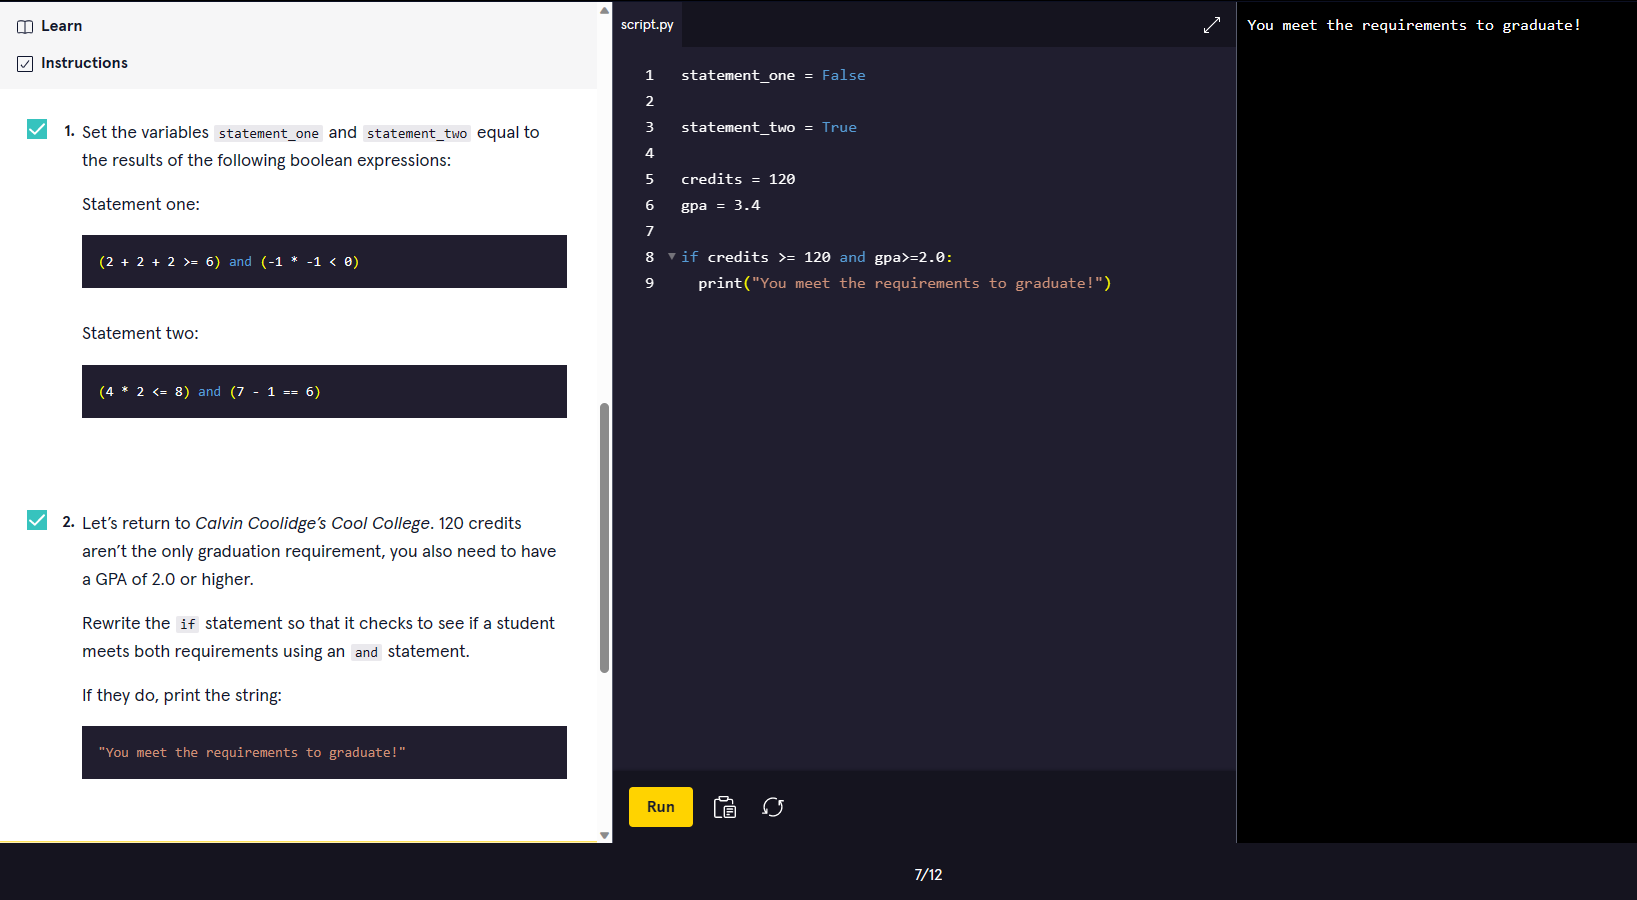 Learn
Instructions
1. Set the variables statement_one and statement_two equal to
the results of the following boolean expressions:
Statement one:
(2 + 2 + 2 >= 6) and (-1 * -1 < 0)
Statement two:
(4 * 2 <= 8) and (7 - 1 == 6)
2. Let’s return to Calvin Coolidge’s Cool College. 120 credits
aren’t the only graduation requirement, you also need to have
a GPA of 2.0 or higher.
Rewrite the if statement so that it checks to see if a student
meets both requirements using an and statement.
If they do, print the string:
"You meet the requirements to graduate!"
script.py
1 statement_one = False
2
3 statement_two = True
4
5 credits = 120
6 gpa = 3.4
7
8 if credits >= 120 and gpa>=2.0:
9 print("You meet the requirements to graduate!")
Run
You meet the requirements to graduate!
7/12